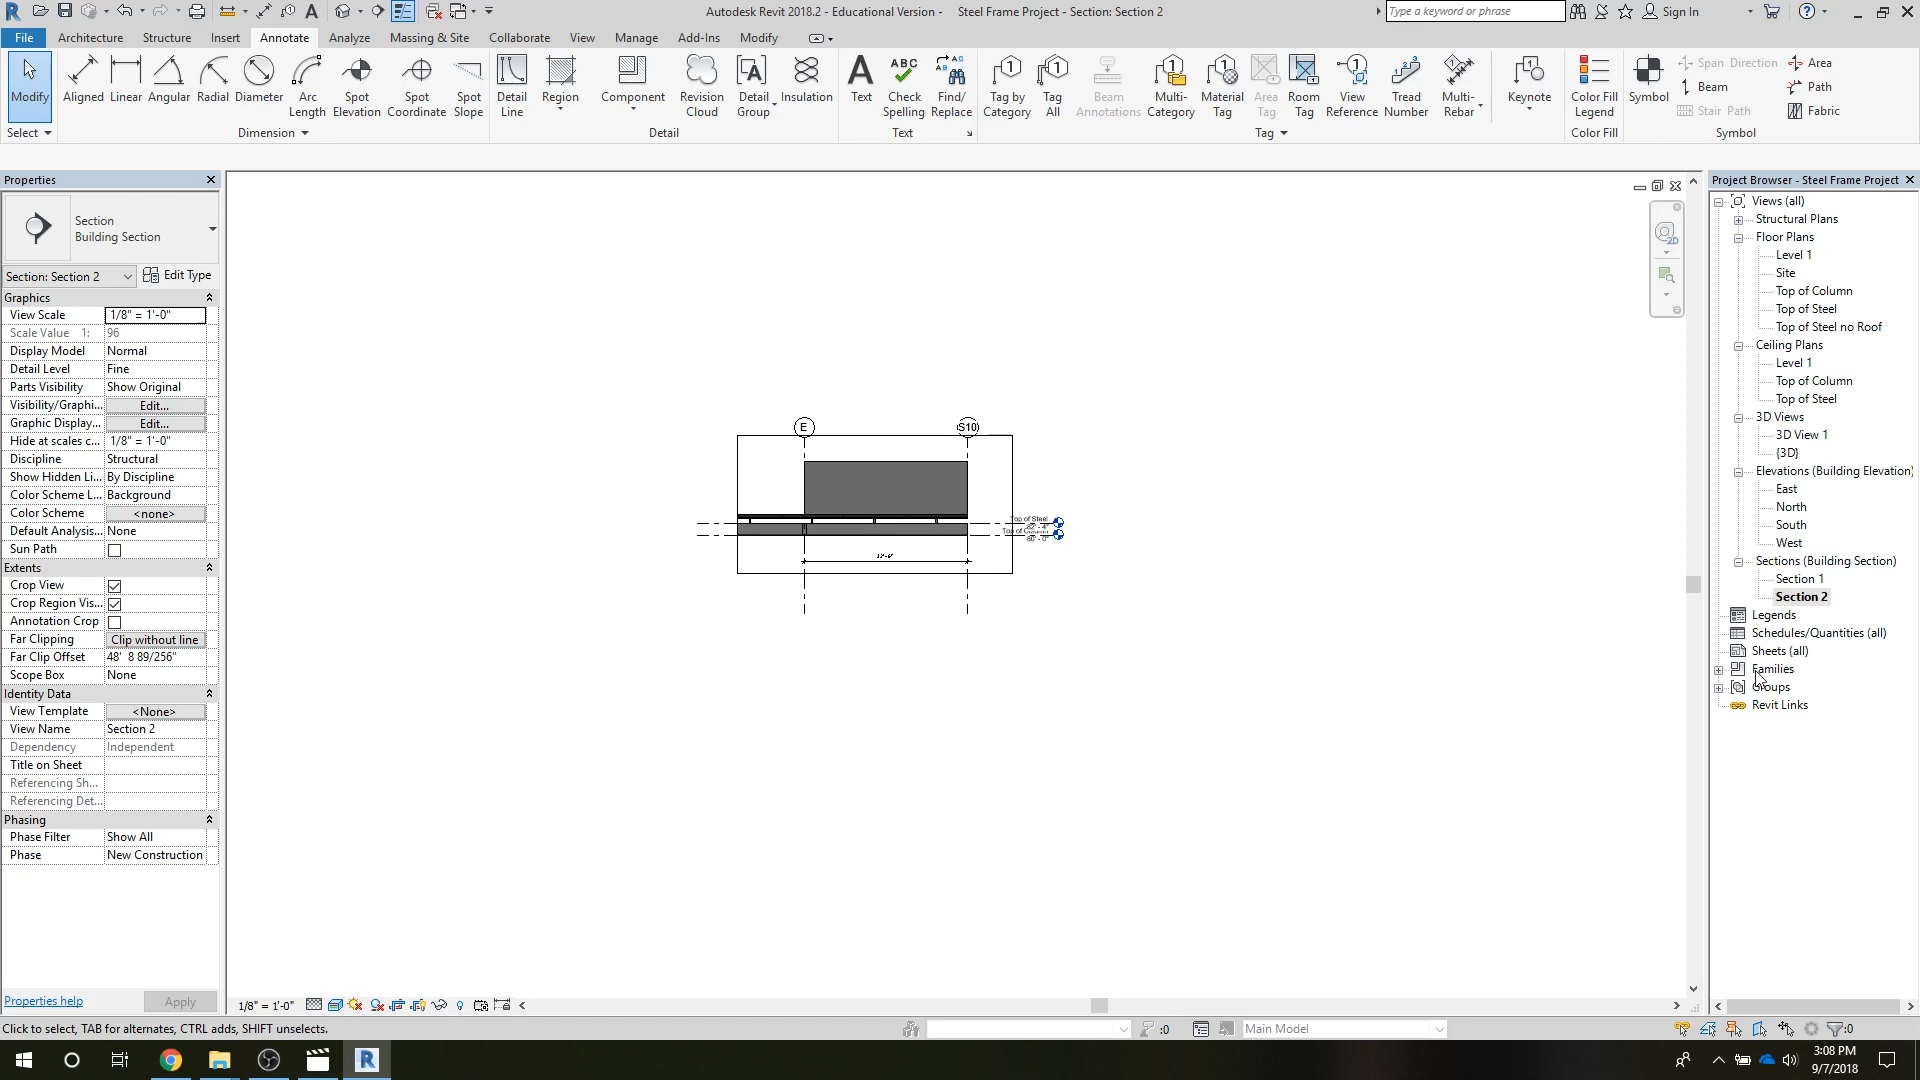 Autodesk Revit 2018.2 - Educational Version -    Steel Frame Project - Section: Section 2
Type a keyword or phrase
Sign In
File Architecture Structure Insert Annotate Analyze Massing & Site Collaborate View Manage Add-Ins Modify
Modify
Aligned Linear Angular Radial Diameter Arc Length Spot Elevation Spot Coordinate Spot Slope
Detail Line Region Component Revision Cloud Detail Group Insulation
Text Check Spelling Find/ Replace
Tag by Category Tag All Beam Annotations Multi- Category Material Tag Area Tag Room Tag View Reference Tread Number Multi- Rebar Keynote
Color Fill Legend
Symbol Span Direction Beam Stair Path Area Path Fabric
Select Dimension Detail Text Tag Color Fill Symbol
Properties
Section
Building Section
Section: Section 2 Edit Type
Graphics
View Scale 1/8" = 1'-0"
Scale Value 1: 96
Display Model Normal
Detail Level Fine
Parts Visibility Show Original
Visibility/Graphi... Edit...
Graphic Display... Edit...
Hide at scales c... 1/8" = 1'-0"
Discipline Structural
Show Hidden Li... By Discipline
Color Scheme L... Background
Color Scheme <none>
Default Analysis... None
Sun Path
Extents
Crop View
Crop Region Vis...
Annotation Crop
Far Clipping Clip without line
Far Clip Offset 48' 8 89/256"
Scope Box None
Identity Data
View Template <None>
View Name Section 2
Dependency Independent
Title on Sheet
Referencing Sh...
Referencing Det...
Phasing
Phase Filter Show All
Phase New Construction
Properties help Apply
E S10
Top of Steel
Top of Column
80' - 0"
Project Browser - Steel Frame Project
Views (all)
Structural Plans
Floor Plans
Level 1
Site
Top of Column
Top of Steel
Top of Steel no Roof
Ceiling Plans
Level 1
Top of Column
Top of Steel
3D Views
3D View 1
{3D}
Elevations (Building Elevation)
East
North
South
West
Sections (Building Section)
Section 1
Section 2
Legends
Schedules/Quantities (all)
Sheets (all)
Families
Groups
Revit Links
2D
1/8" = 1'-0"
Click to select, TAB for alternates, CTRL adds, SHIFT unselects.
:0
Main Model
:0
3:08 PM
9/7/2018